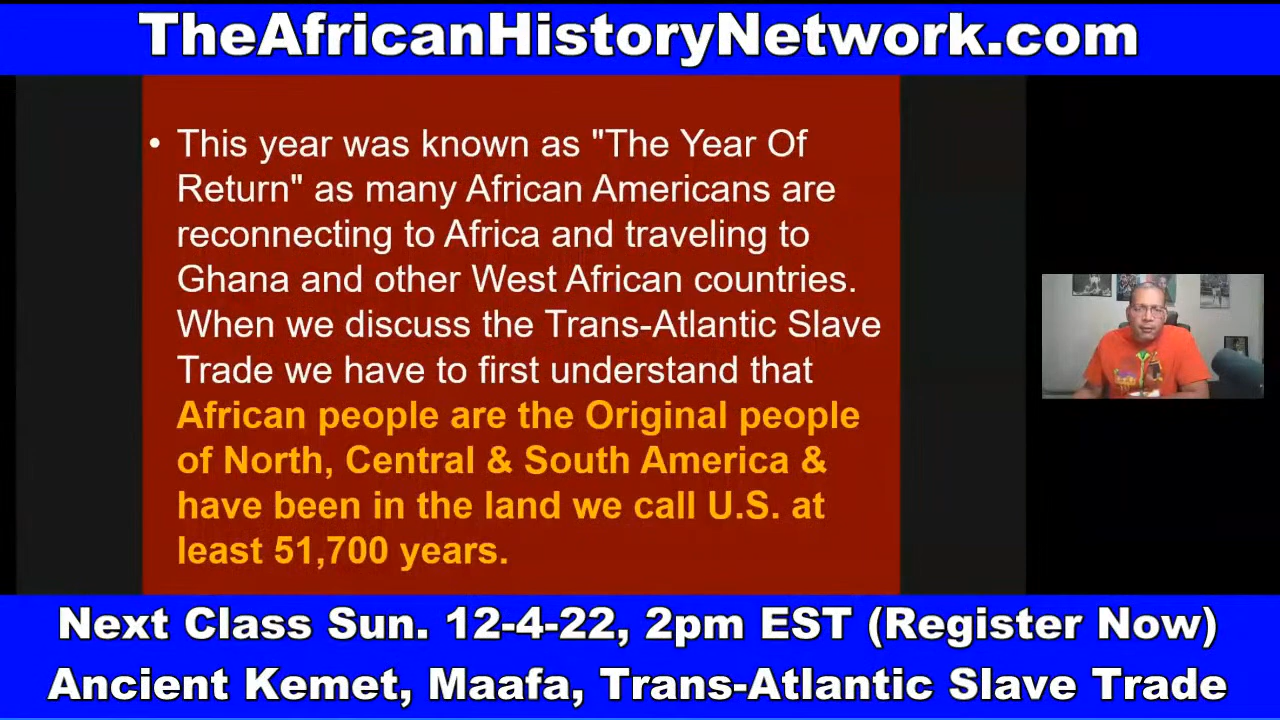 TheAfricanHistoryNetwork.com
• This year was known as "The Year Of
Return" as many African Americans are
reconnecting to Africa and traveling to
Ghana and other West African countries.
When we discuss the Trans-Atlantic Slave
Trade we have to first understand that
African people are the Original people
of North, Central & South America &
have been in the land we call U.S. at
least 51,700 years.
Next Class Sun. 12-4-22, 2pm EST (Register Now)
Ancient Kemet, Maafa, Trans-Atlantic Slave Trade